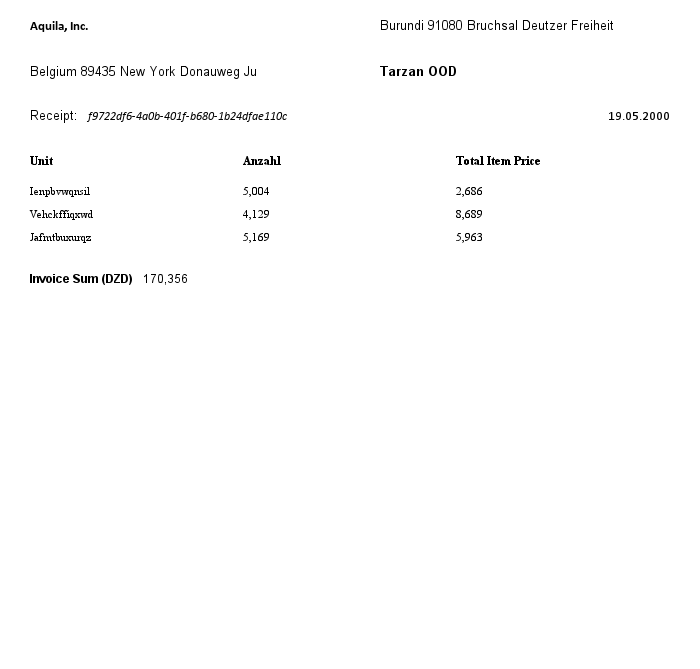 Aquila, Inc. Burundi 91080 Bruchsal Deutzer Freiheit
Belgium 89435 New York Donauweg Ju Tarzan OOD
Receipt: f9722df6-4a0b-401f-b680-1b24dfae110c 19.05.2000
Unit Anzahl Total Item Price
Ienpbvwqnsil 5,004 2,686
Vehckffiqxwd 4,129 8,689
Jafmtbuxurqz 5,169 5,963
Invoice Sum (DZD) 170,356